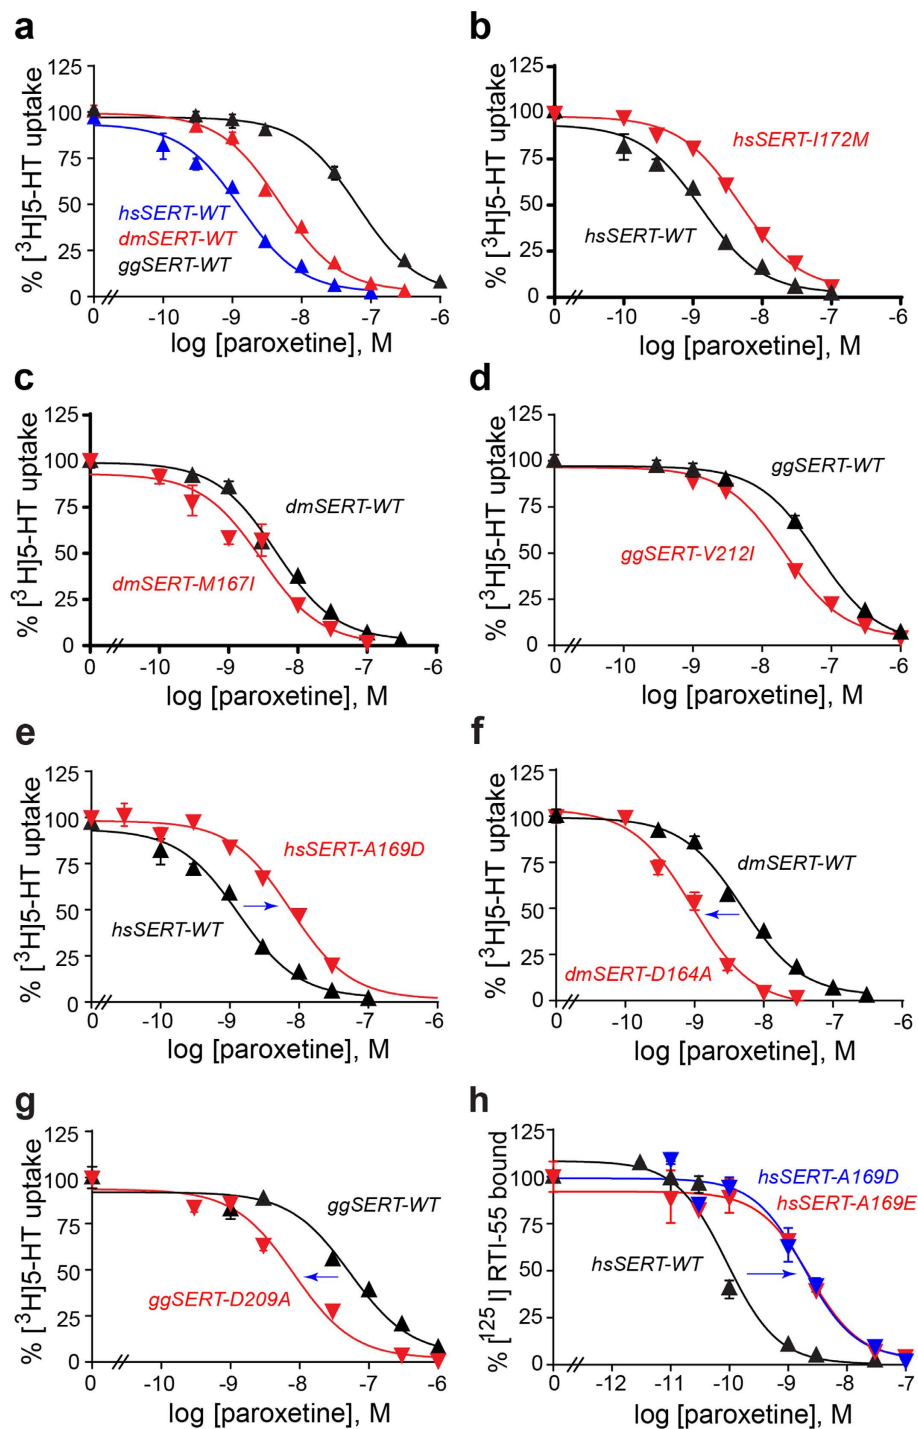 a
% [³H]5-HT uptake
125
100
75
50
25
0
hsSERT-WT
dmSERT-WT
ggSERT-WT
0 -10 -9 -8 -7 -6
log [paroxetine], M
b
% [³H]5-HT uptake
125
100
75
50
25
0
hsSERT-I172M
hsSERT-WT
0 -10 -9 -8 -7 -6
log [paroxetine], M
c
% [³H]5-HT uptake
125
100
75
50
25
0
dmSERT-WT
dmSERT-M167I
0 -10 -9 -8 -7 -6
log [paroxetine], M
d
% [³H]5-HT uptake
125
100
75
50
25
0
ggSERT-WT
ggSERT-V212I
0 -10 -9 -8 -7 -6
log [paroxetine], M
e
% [³H]5-HT uptake
125
100
75
50
25
0
hsSERT-A169D
hsSERT-WT
0 -10 -9 -8 -7 -6
log [paroxetine], M
f
% [³H]5-HT uptake
125
100
75
50
25
0
dmSERT-WT
dmSERT-D164A
0 -10 -9 -8 -7 -6
log [paroxetine], M
g
% [³H]5-HT uptake
125
100
75
50
25
0
ggSERT-WT
ggSERT-D209A
0 -10 -9 -8 -7 -6
log [paroxetine], M
h
% [¹²⁵ I] RTI-55 bound
125
100
75
50
25
0
hsSERT-A169D
hsSERT-A169E
hsSERT-WT
0 -12 -11 -10 -9 -8 -7
log [paroxetine], M